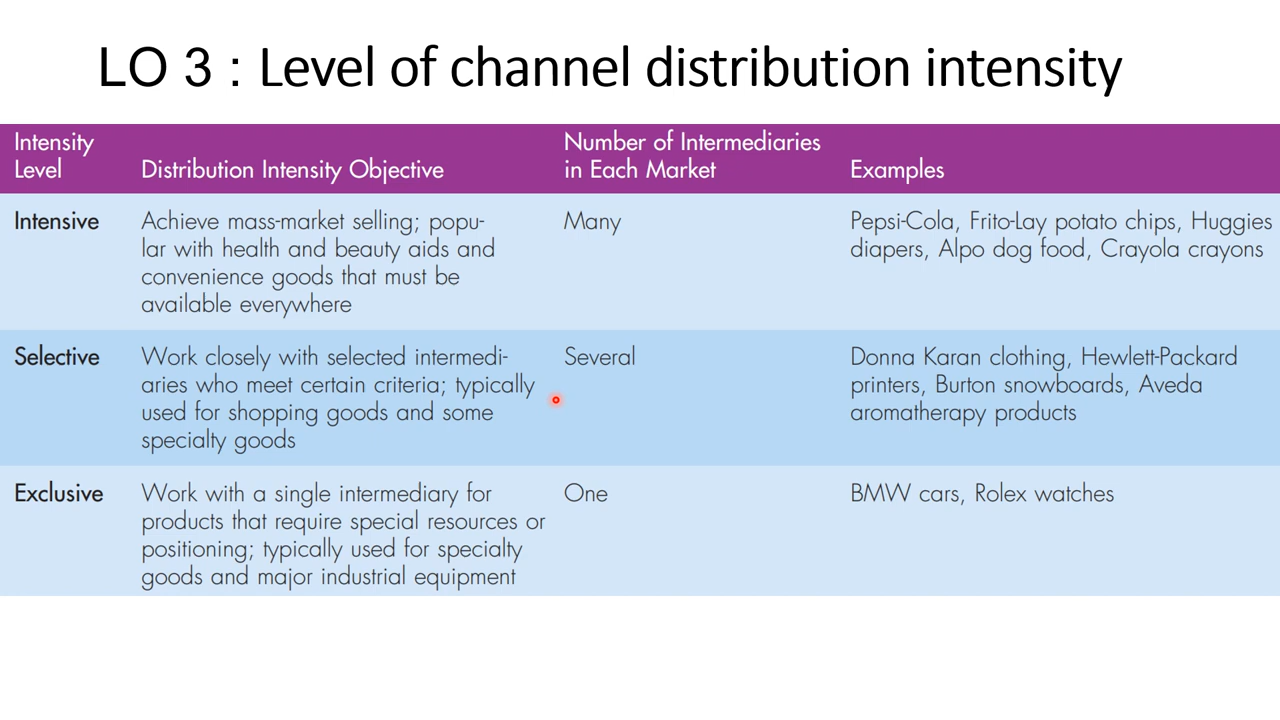 LO 3 : Level of channel distribution intensity
Intensity
Level
Distribution Intensity Objective
Number of Intermediaries
in Each Market
Examples
Intensive
Achieve mass-market selling; popu-
lar with health and beauty aids and
convenience goods that must be
available everywhere
Many
Pepsi-Cola, Frito-Lay potato chips, Huggies
diapers, Alpo dog food, Crayola crayons
Selective
Work closely with selected intermedi-
aries who meet certain criteria; typically
used for shopping goods and some
specialty goods
Several
Donna Karan clothing, Hewlett-Packard
printers, Burton snowboards, Aveda
aromatherapy products
Exclusive
Work with a single intermediary for
products that require special resources or
positioning; typically used for specialty
goods and major industrial equipment
One
BMW cars, Rolex watches